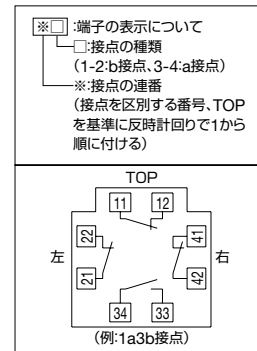 ※□:端子の表示について
□:接点の種類
(1-2:b接点、3-4:a接点)
※:接点の連番
(接点を区別する番号、TOP
を基準に反時計回りで1から
順に付ける)
TOP
11 12
22 41
左 右
21 42
34 33
(例:1a3b接点)